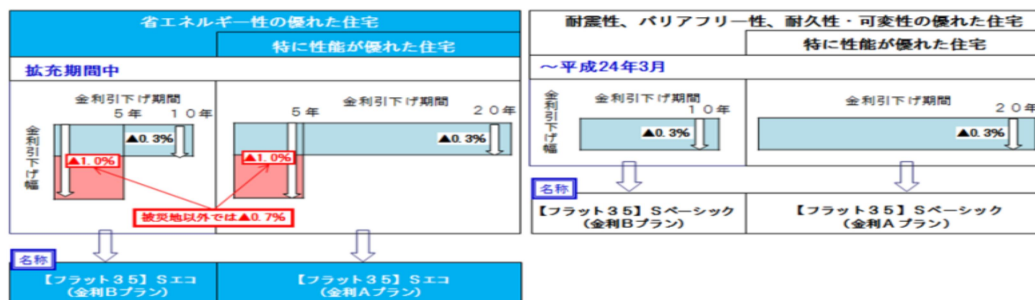 省エネルギー性の優れた住宅
特に性能が優れた住宅
拡充期間中
金利引下げ期間
5年
10年
金利引下げ幅
▲0.3%
▲1.0%
金利引下げ期間
5年
20年
▲0.3%
▲1.0%
被災地以外では▲0.7%
名称
【フラット35】Sエコ
(金利Bプラン)
【フラット35】Sエコ
(金利Aプラン)
耐震性、バリアフリー性、耐久性・可変性の優れた住宅
特に性能が優れた住宅
～平成24年3月
金利引下げ期間
10年
金利引下げ幅
▲0.3%
金利引下げ期間
20年
▲0.3%
名称
【フラット35】Sベーシック
(金利Bプラン)
【フラット35】Sベーシック
(金利Aプラン)